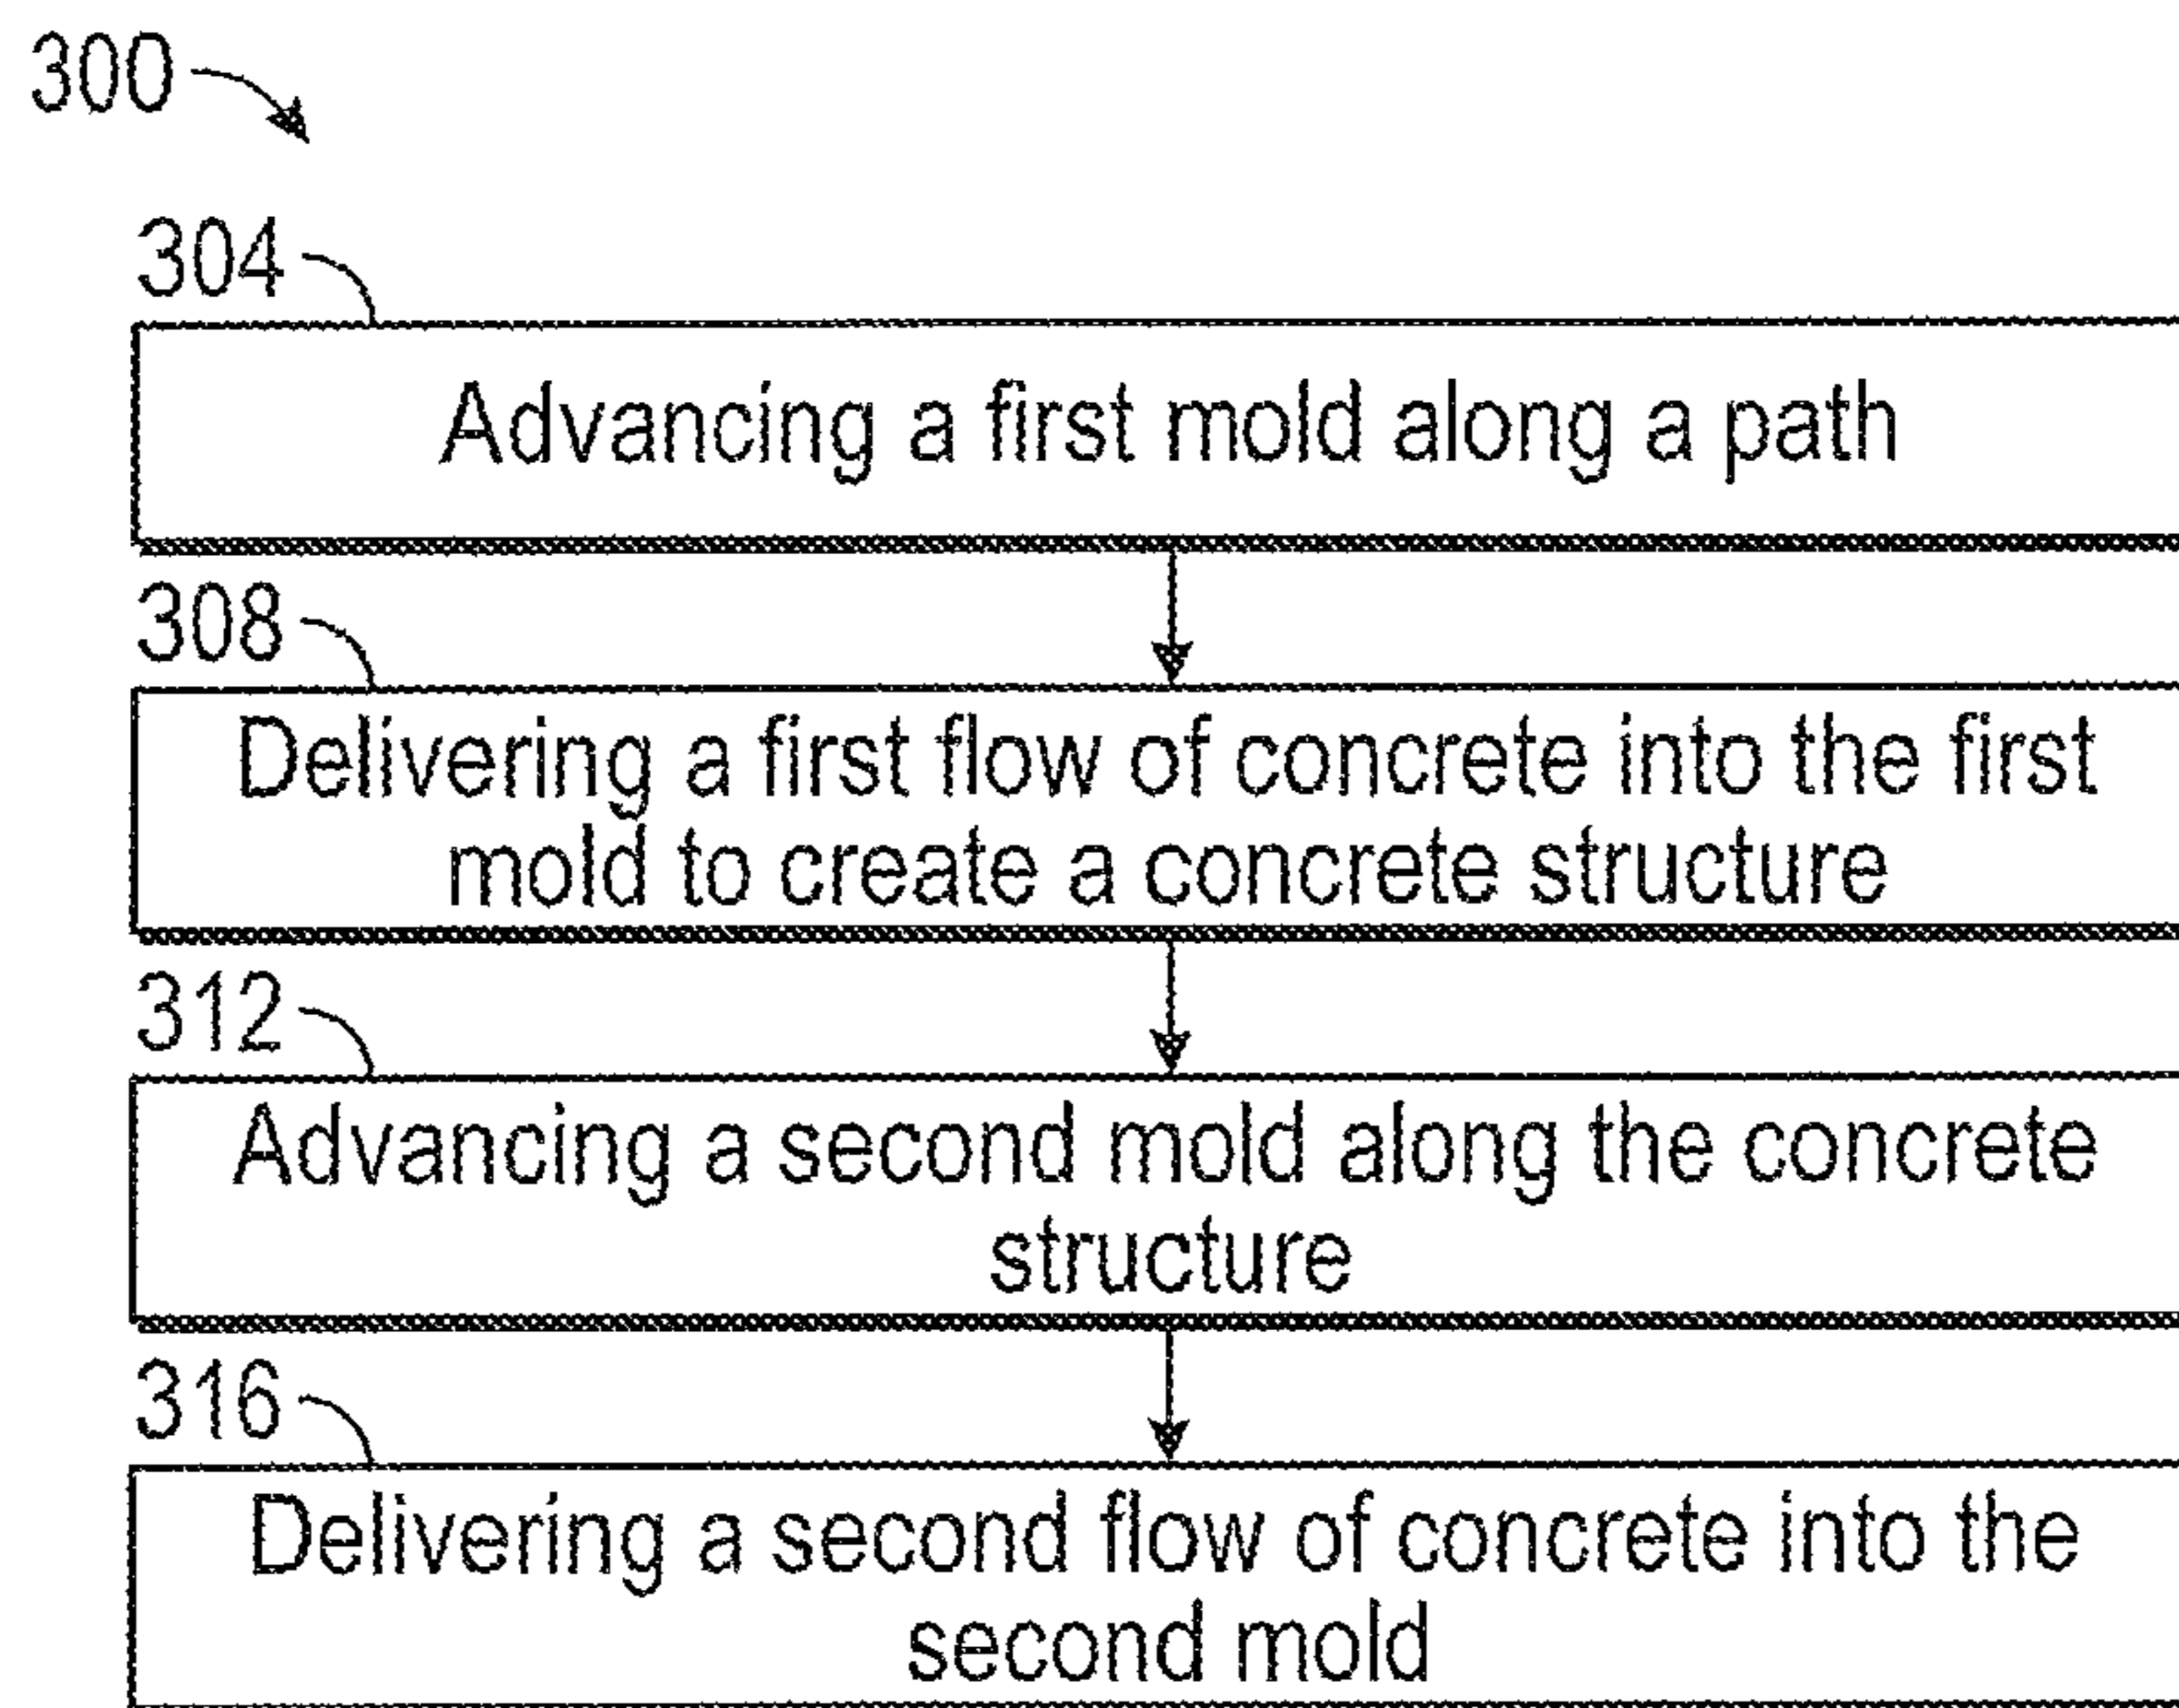 300
304
Advancing a first mold along a path
308
Delivering a first flow of concrete into the first
mold to create a concrete structure
312
Advancing a second mold along the concrete
structure
316
Delivering a second flow of concrete into the
second mold